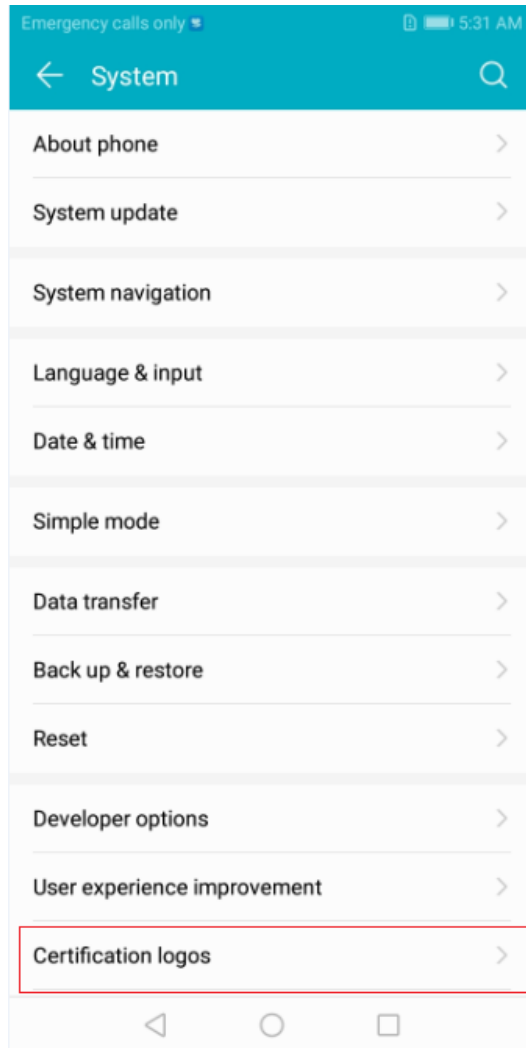 Emergency calls only 5:31 AM
System
About phone
System update
System navigation
Language & input
Date & time
Simple mode
Data transfer
Back up & restore
Reset
Developer options
User experience improvement
Certification logos